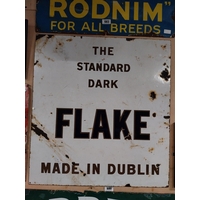 RODNIM"
FOR ALL BREEDS
THE
STANDARD
DARK
FLAKE
MADE IN DUBLIN